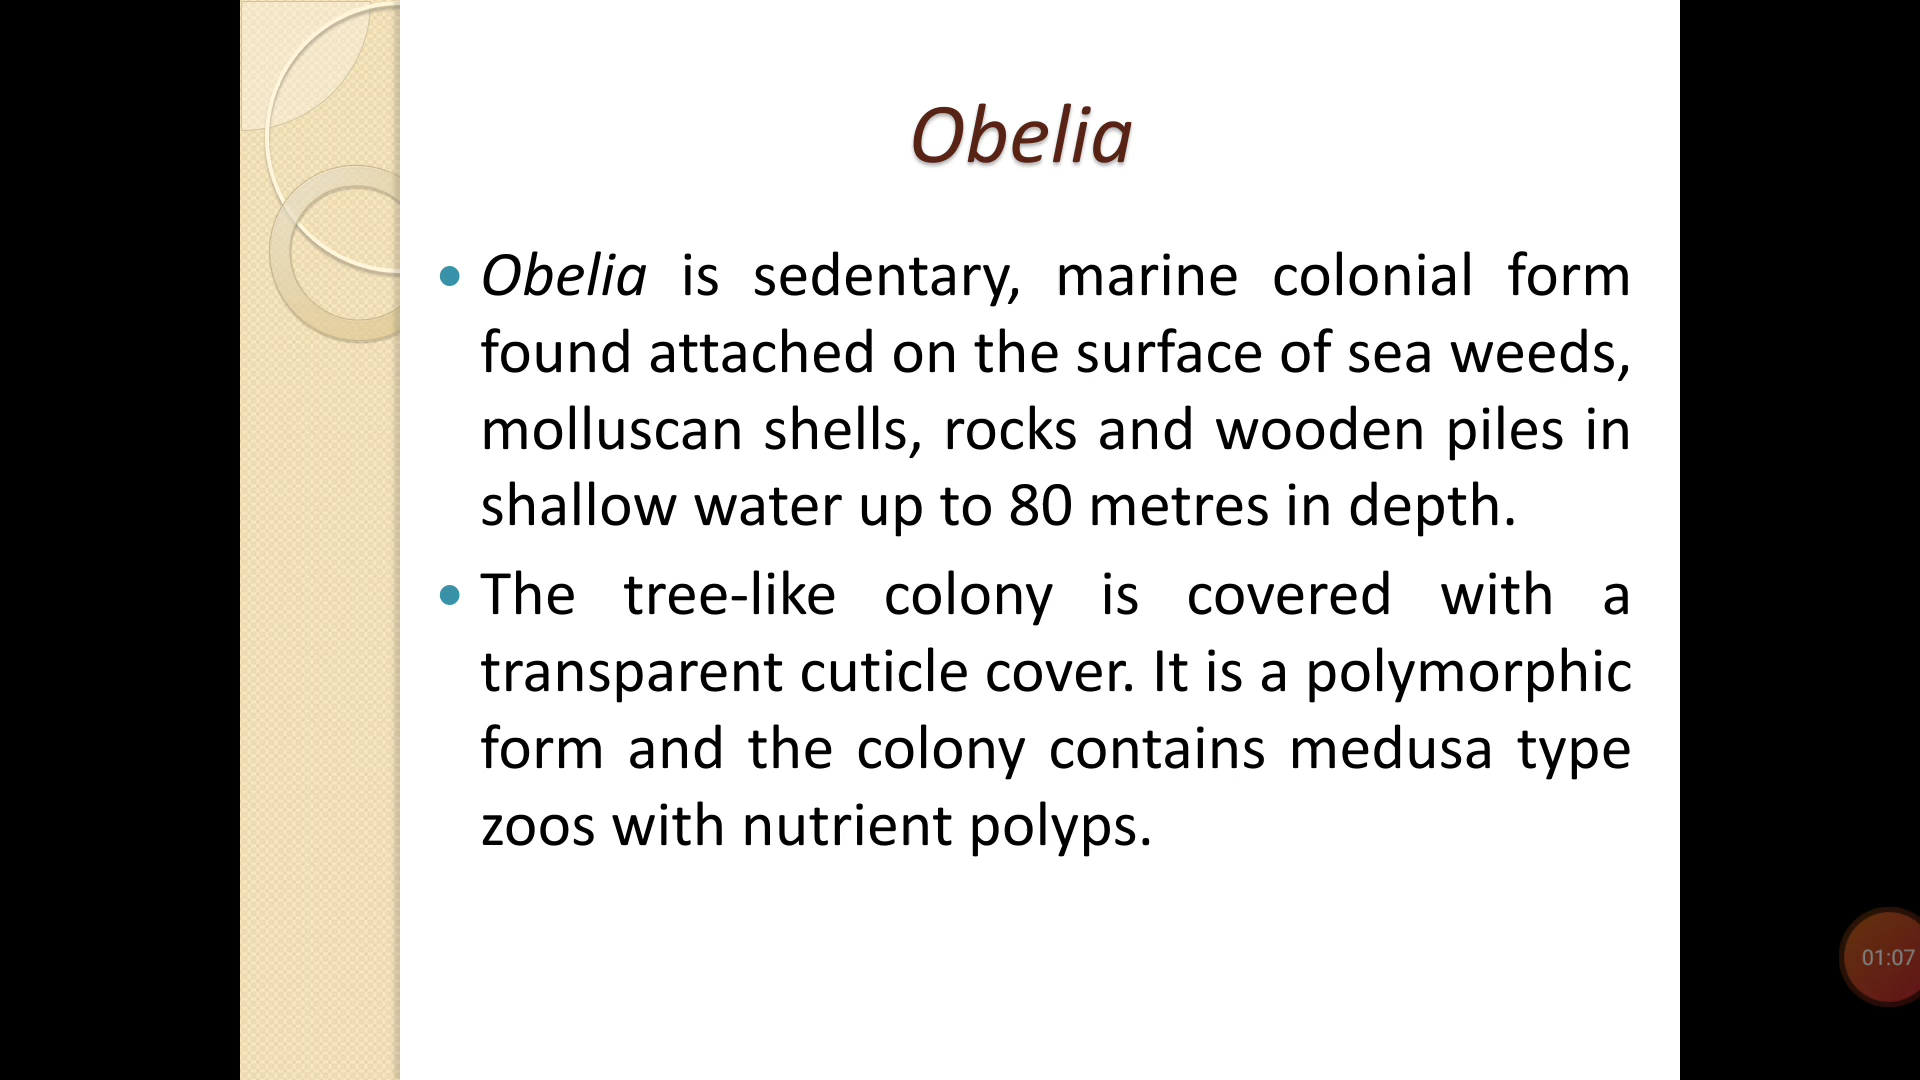 Obelia
• Obelia is sedentary, marine colonial form
found attached on the surface of sea weeds,
molluscan shells, rocks and wooden piles in
shallow water up to 80 metres in depth.
• The tree-like colony is covered with a
transparent cuticle cover. It is a polymorphic
form and the colony contains medusa type
zoos with nutrient polyps.
01:07